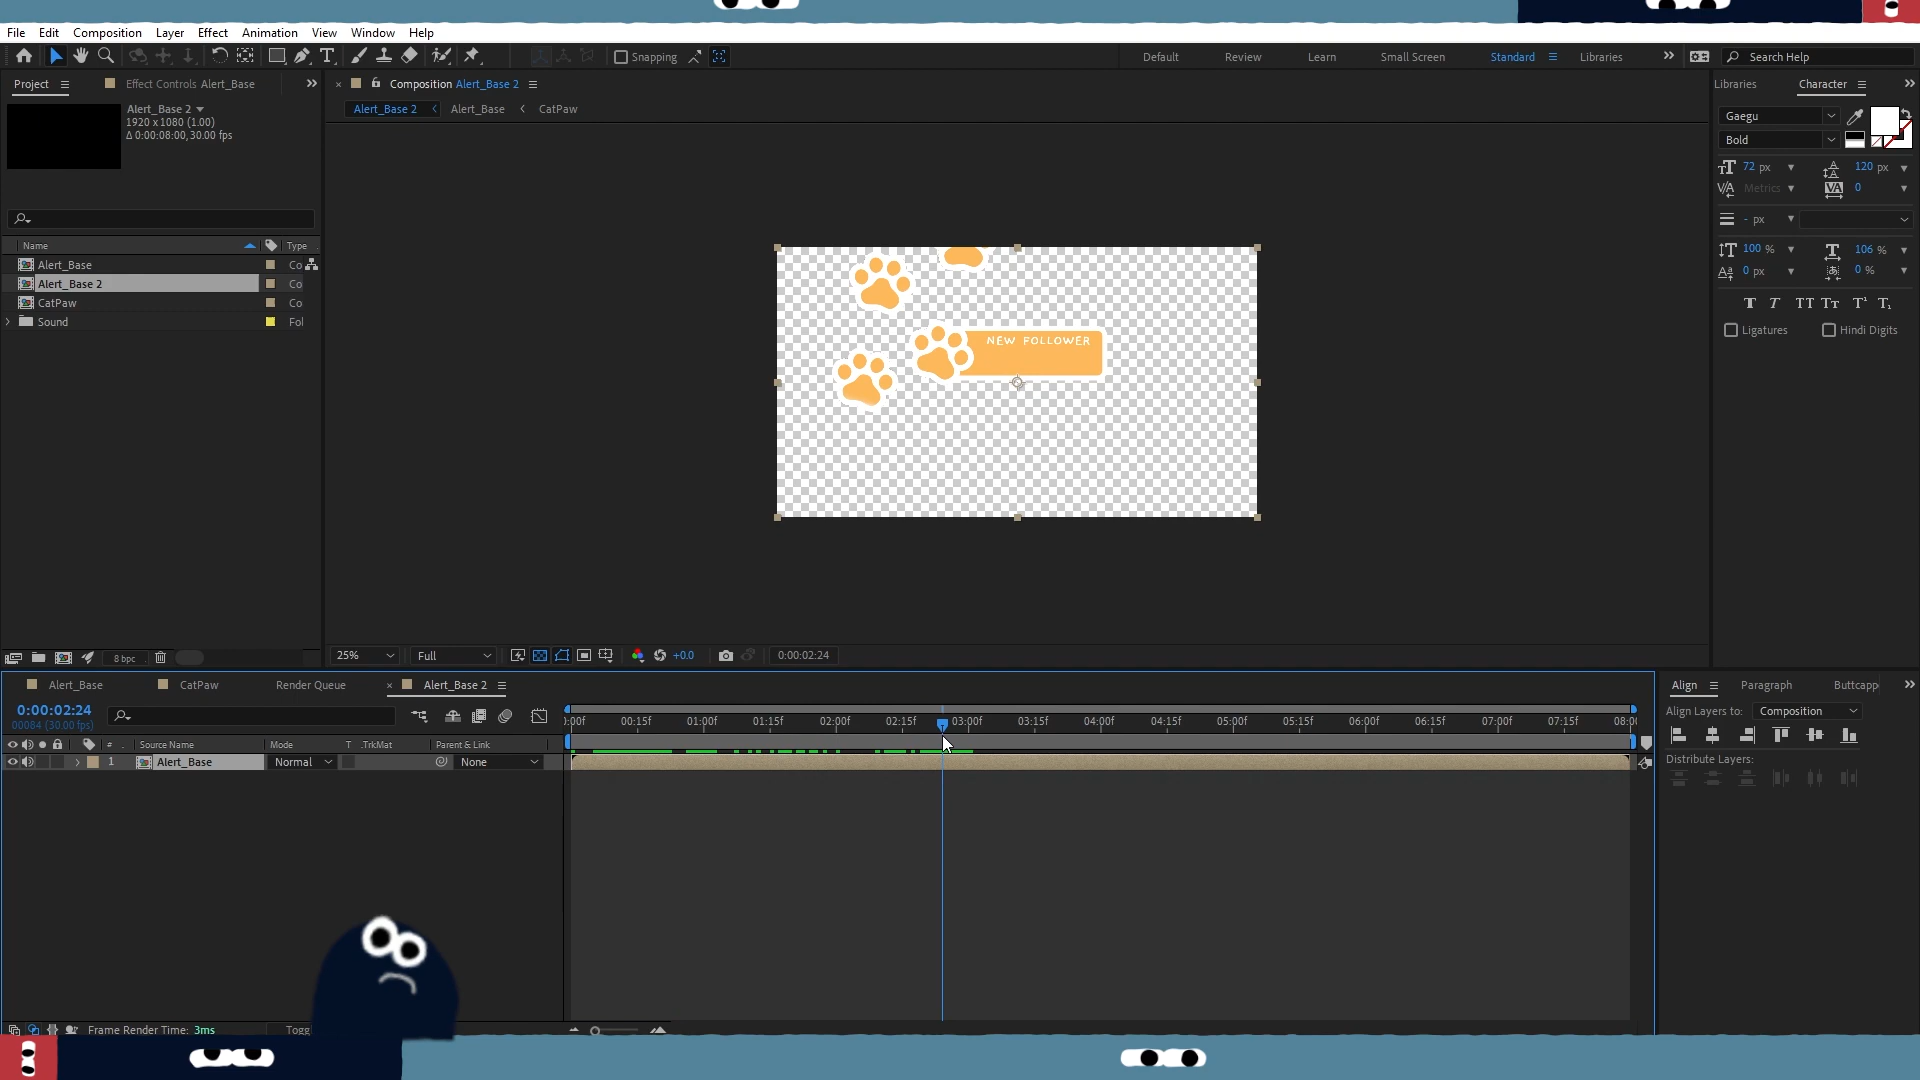 File Edit Composition Layer Effect Animation View Window Help
Snapping Default Review Learn Small Screen Standard Libraries Search Help
Project Effect Controls Alert_Base
Alert_Base 2
1920 x 1080 (1.00)
Δ 0:00:08:00, 30.00 fps
Name Type
Alert_Base Co
Alert_Base 2 Co
CatPaw Co
Sound Fol
8 bpc
Composition Alert_Base 2
Alert_Base 2 Alert_Base CatPaw
NEW FOLLOWER
25% Full +0.0 0:00:02:24
Libraries Character
Gaegu
Bold
72 px 120 px
Metrics 0
- px
100 % 106 %
0 px 0 %
T T TT Tт T¹ T₁
Ligatures Hindi Digits
Alert_Base CatPaw Render Queue Alert_Base 2
0:00:02:24
00084 (30.00 fps)
# Source Name Mode T .TrkMat Parent & Link
1 Alert_Base Normal None
:00f 00:15f 01:00f 01:15f 02:00f 02:15f 03:00f 03:15f 04:00f 04:15f 05:00f 05:15f 06:00f 06:15f 07:00f 07:15f 08:0
Frame Render Time: 3ms Togg
Align Paragraph Buttcapp
Align Layers to: Composition
Distribute Layers: